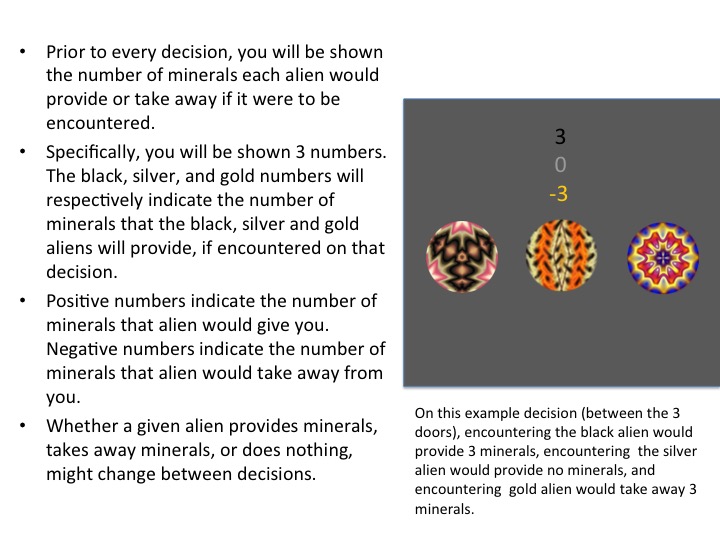 • Prior to every decision, you will be shown
the number of minerals each alien would
provide or take away if it were to be
encountered.
• Specifically, you will be shown 3 numbers.
The black, silver, and gold numbers will
respectively indicate the number of
minerals that the black, silver and gold
aliens will provide, if encountered on that
decision.
• Positive numbers indicate the number of
minerals that alien would give you.
Negative numbers indicate the number of
minerals that alien would take away from
you.
• Whether a given alien provides minerals,
takes away minerals, or does nothing,
might change between decisions.
3
0
-3
On this example decision (between the 3
doors), encountering the black alien would
provide 3 minerals, encountering  the silver
alien would provide no minerals, and
encountering  gold alien would take away 3
minerals.